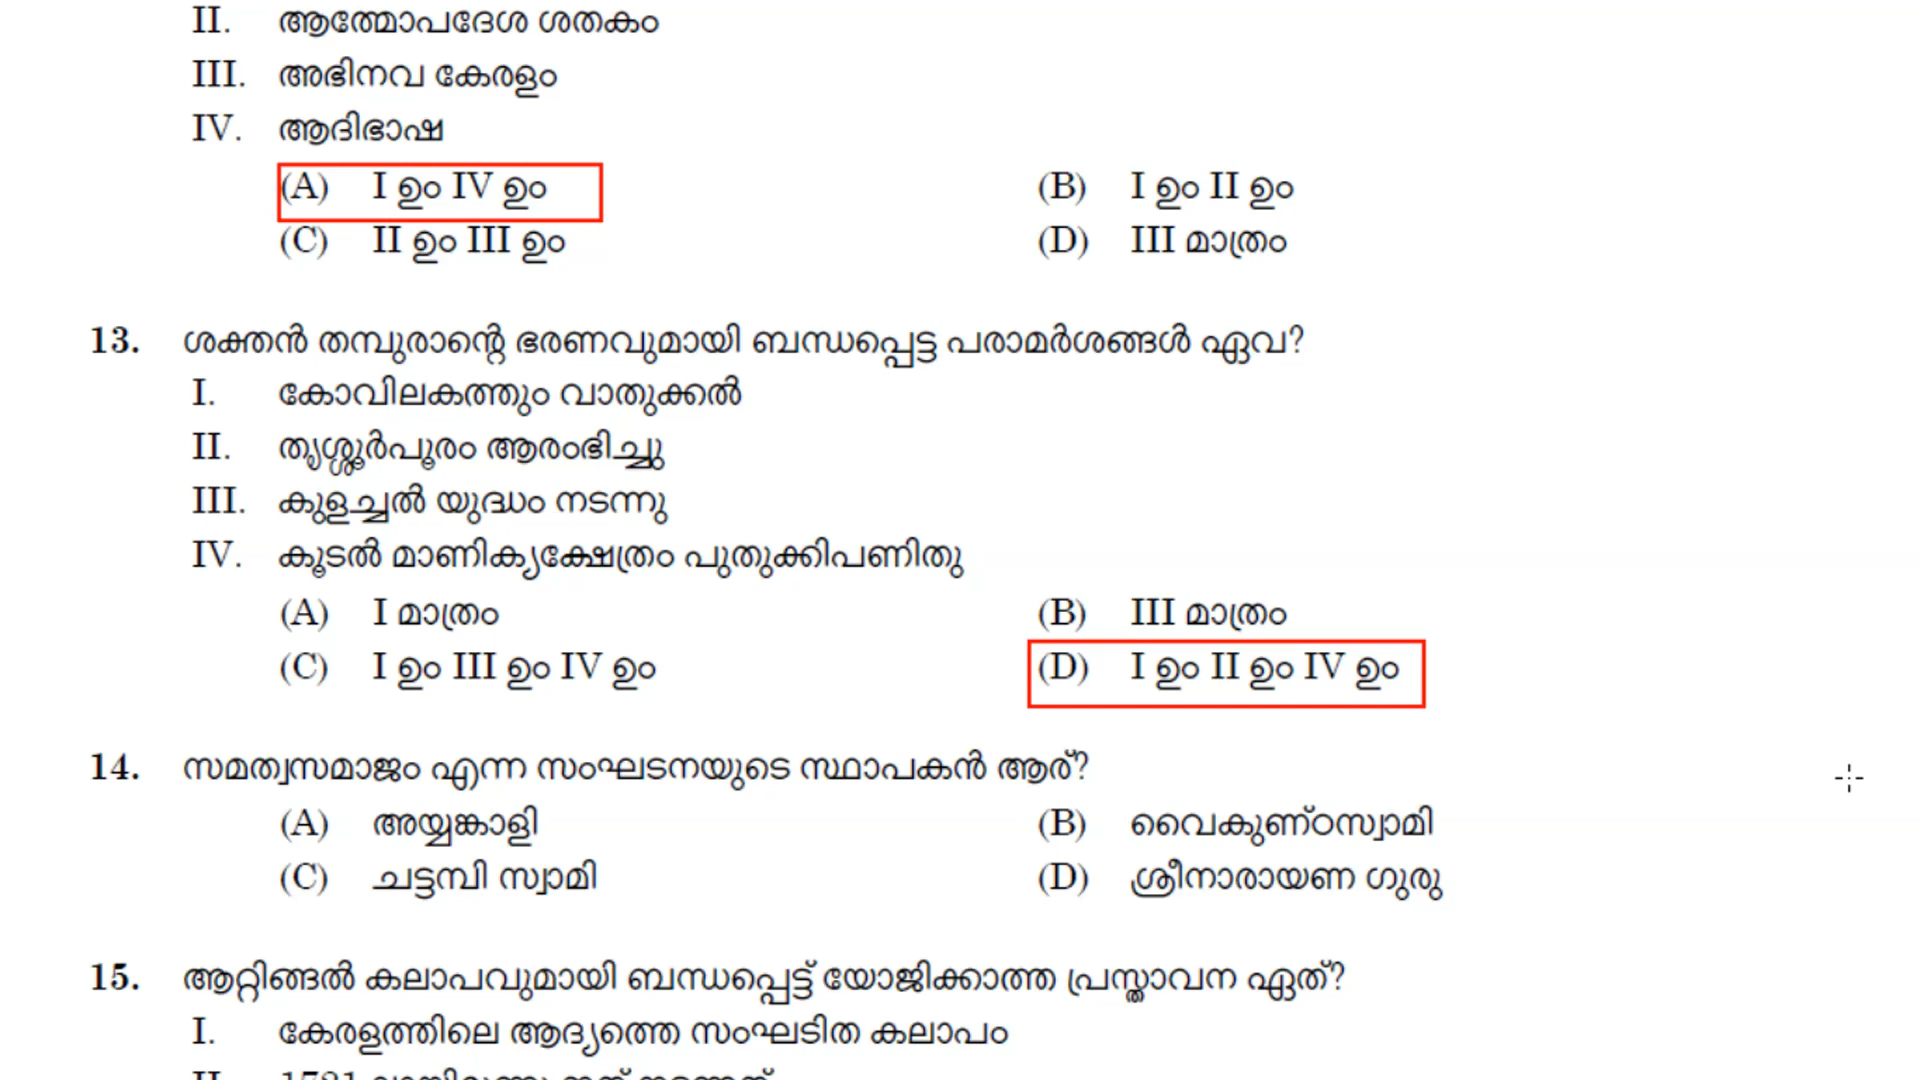 II. ആത്മോപദേശ ശതകം
III. അഭിനവ കേരളം
IV. ആദിഭാഷ
(A) I ഉം IV ഉം (B) I ഉം II ഉം
(C) II ഉം III ഉം (D) III മാത്രം
13. ശക്തൻ തമ്പുരാന്റെ ഭരണവുമായി ബന്ധപ്പെട്ട പരാമർശങ്ങൾ ഏവ?
I. കോവിലകത്തും വാതുക്കൽ
II. തൃശ്ശൂർപൂരം ആരംഭിച്ചു
III. കുളച്ചൽ യുദ്ധം നടന്നു
IV. കൂടൽ മാണിക്യക്ഷേത്രം പുതുക്കിപണിതു
(A) I മാത്രം (B) III മാത്രം
(C) I ഉം III ഉം IV ഉം (D) I ഉം II ഉം IV ഉം
14. സമത്വസമാജം എന്ന സംഘടനയുടെ സ്ഥാപകൻ ആര്?
(A) അയ്യങ്കാളി (B) വൈകുണ്ഠസ്വാമി
(C) ചട്ടമ്പി സ്വാമി (D) ശ്രീനാരായണ ഗുരു
15. ആറ്റിങ്ങൽ കലാപവുമായി ബന്ധപ്പെട്ട് യോജിക്കാത്ത പ്രസ്താവന ഏത്?
I. കേരളത്തിലെ ആദ്യത്തെ സംഘടിത കലാപം
II. 1721